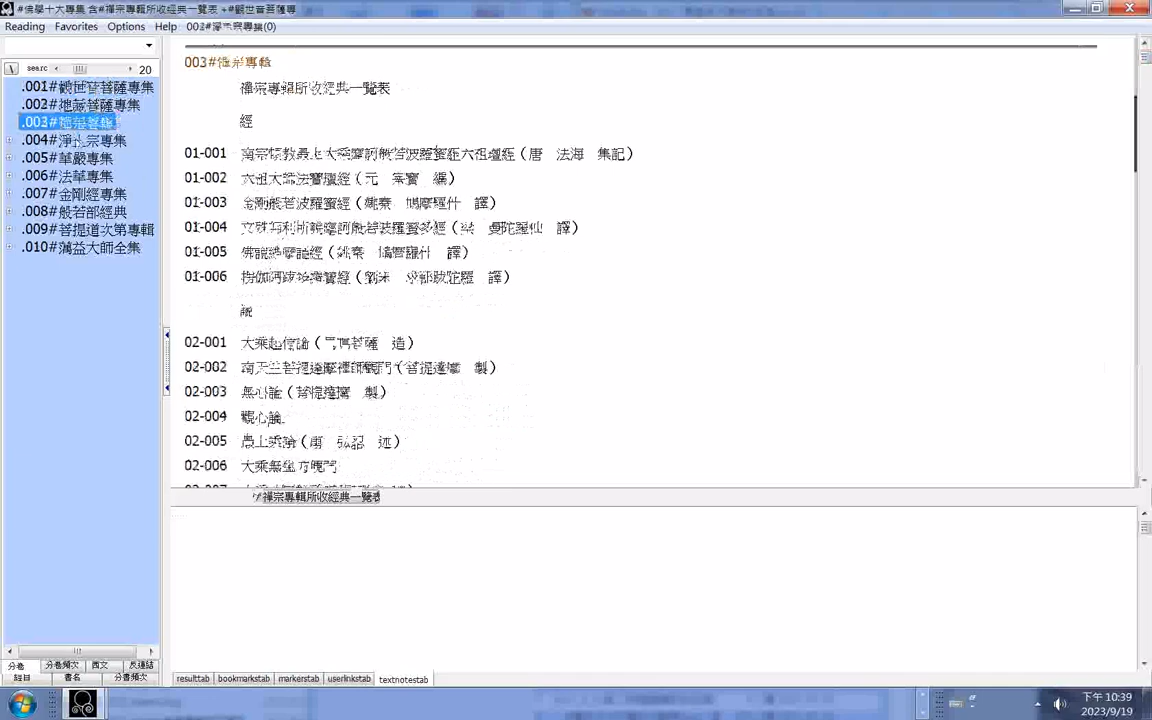 #佛學十大專集 含#禪宗專輯所收經典一覽表 +#觀世音菩薩專
Reading Favorites Options Help 003#淨土宗專集(0)
searc 20
.001#觀世音菩薩專集
.002#地藏菩薩專集
.003#禪宗專輯
.004#淨土宗專集
.005#華嚴專集
.006#法華專集
.007#金剛經專集
.008#般若部經典
.009#菩提道次第專輯
.010#蕅益大師全集
分卷 分卷頻次 西文 反連結
經目 書名 分書頻次
003#禪宗專輯
禪宗專輯所收經典一覽表
經
01-001 南宗頓教最上大乘摩訶般若波羅蜜經六祖壇經(唐 法海 集記)
01-002 六祖大師法寶壇經(元 宗寶 編)
01-003 金剛般若波羅蜜經(姚秦 鳩摩羅什 譯)
01-004 文殊師利所說摩訶般若波羅蜜多經(梁 曼陀羅仙 譯)
01-005 佛說維摩詰經(姚秦 鳩摩羅什 譯)
01-006 楞伽阿跋多羅寶經(劉宋 求那跋陀羅 譯)
02-001 大乘起信論(馬鳴菩薩 造)
02-002 南天竺菩提達摩禪師觀門(菩提達摩 製)
02-003 無心論(菩提達摩 製)
02-004 觀心論
02-005 最上乘論(唐 弘忍 述)
02-006 大乘無生方便門
02-007
#禪宗專輯所收經典一覽表
resulttab bookmarkstab markerstab userlinkstab textnotestab
下午 10:39
2023/9/19